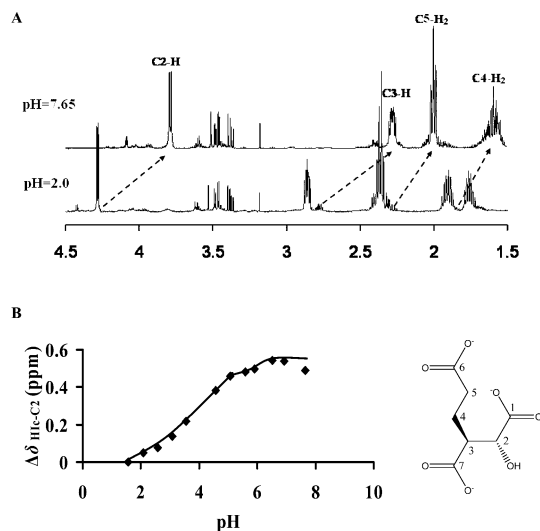 A
C5-H2
C2-H
C3-H
C4-H2
pH=7.65
pH=2.0
4.5 4 3.5 3 2.5 2 1.5
B
Δδ HIc-C2 (ppm)
0.6
0.4
0.2
0
0 2 4 6 8 10
pH
O-
O
6
5
-O
4
1
O
3
2
7
O
OH
O-